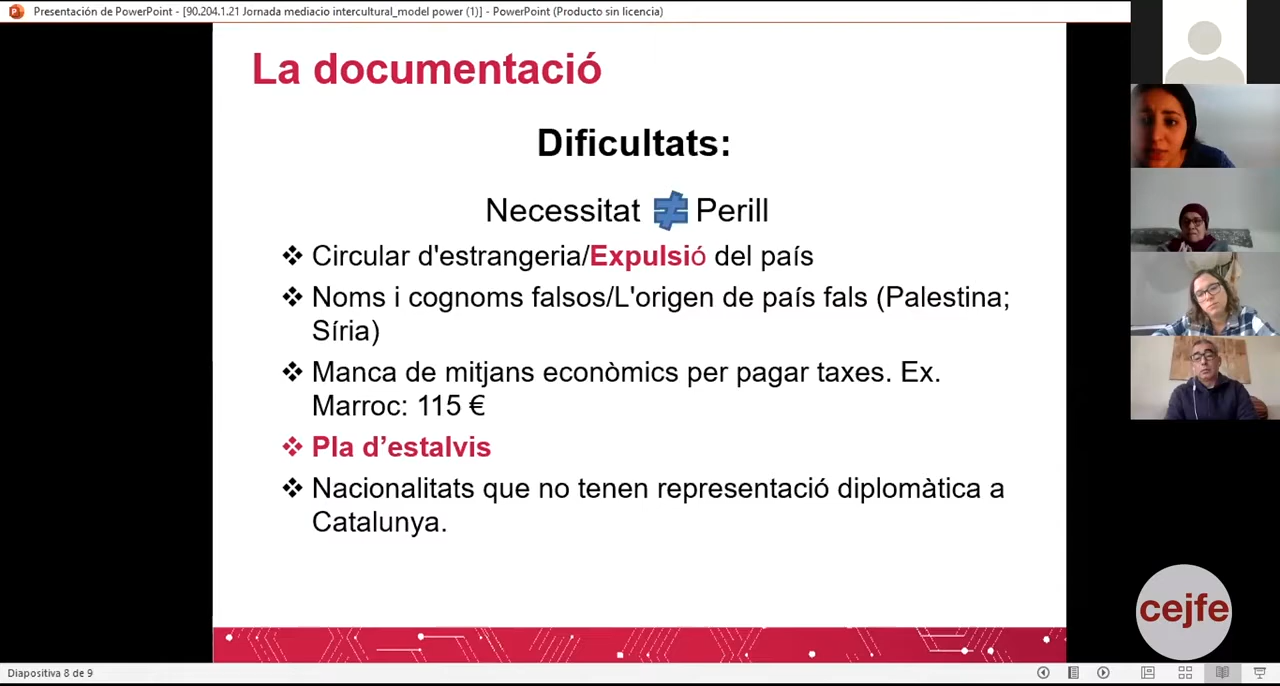 Presentación de PowerPoint - [90.204.1.21 Jornada mediacio intercultural_model power (1)] - PowerPoint (Producto sin licencia)
La documentació
Dificultats:
Necessitat ≠ Perill
❖ Circular d'estrangeria/Expulsió del país
❖ Noms i cognoms falsos/L'origen de país fals (Palestina;
Síria)
❖ Manca de mitjans econòmics per pagar taxes. Ex.
Marroc: 115 €
❖ Pla d’estalvis
❖ Nacionalitats que no tenen representació diplomàtica a
Catalunya.
cejfe
Diapositiva 8 de 9